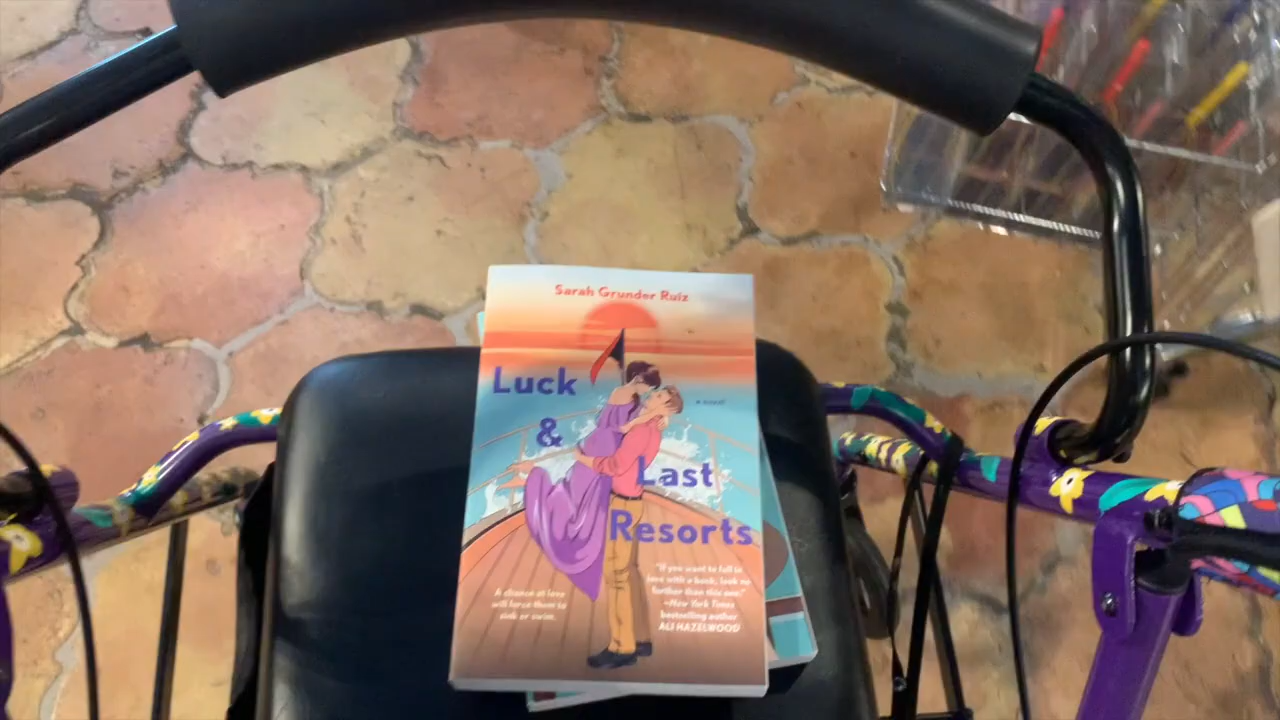 Sarah Grunder Ruiz
Luck
&
Last
Resorts
a novel
A chance at love
will force them to
sink or swim.
"If you want to fall in
love with a book, look no
further than this one."
—New York Times
bestselling author
ALI HAZELWOOD